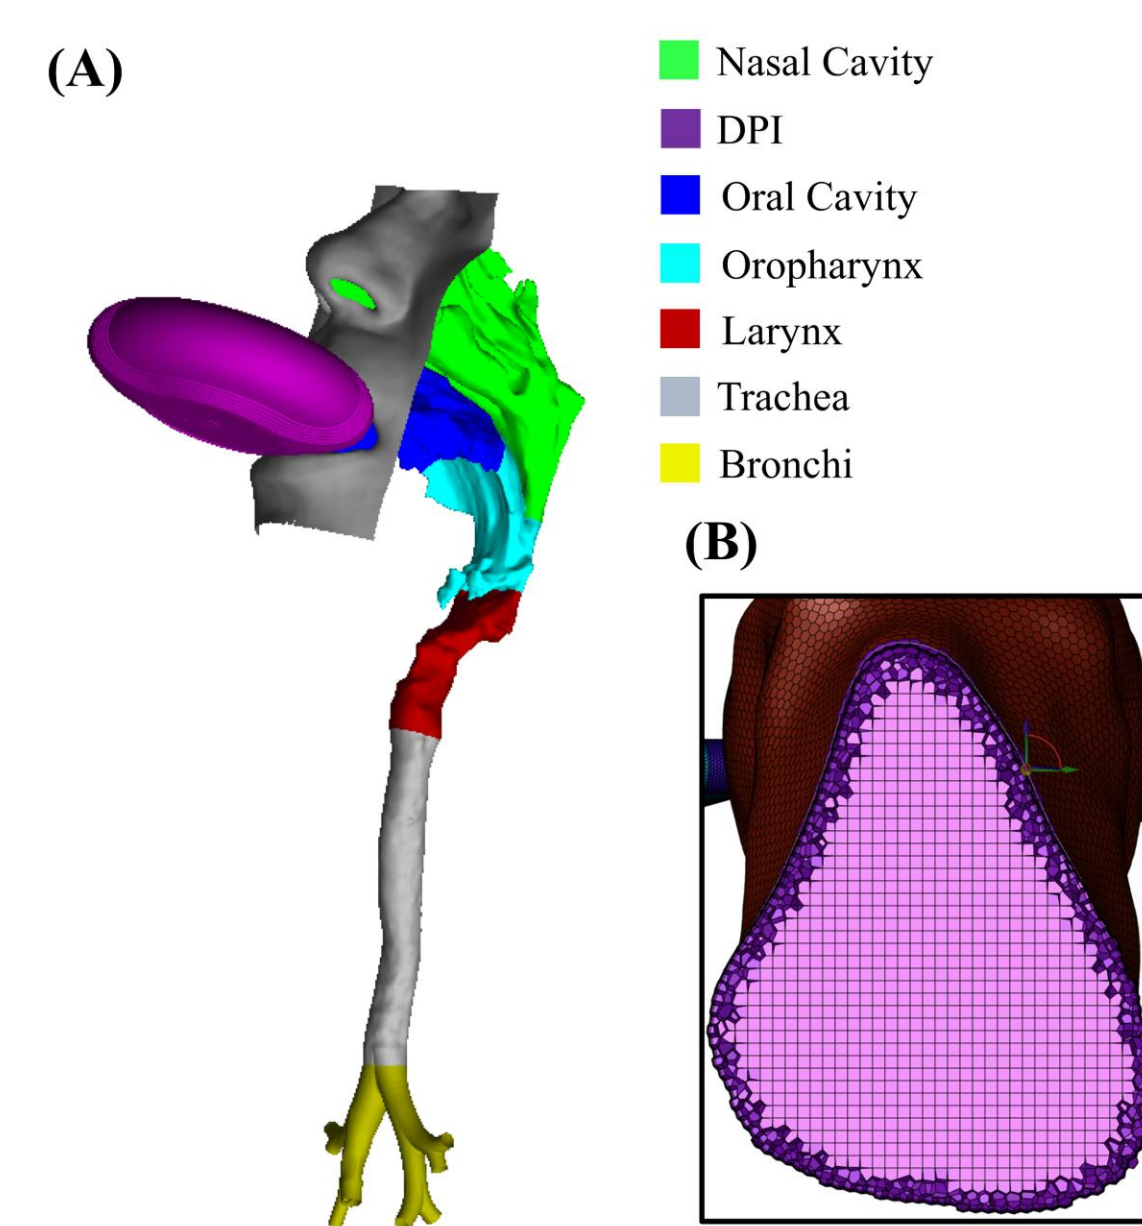 (A)
Nasal Cavity
DPI
Oral Cavity
Oropharynx
Larynx
Trachea
Bronchi
(B)